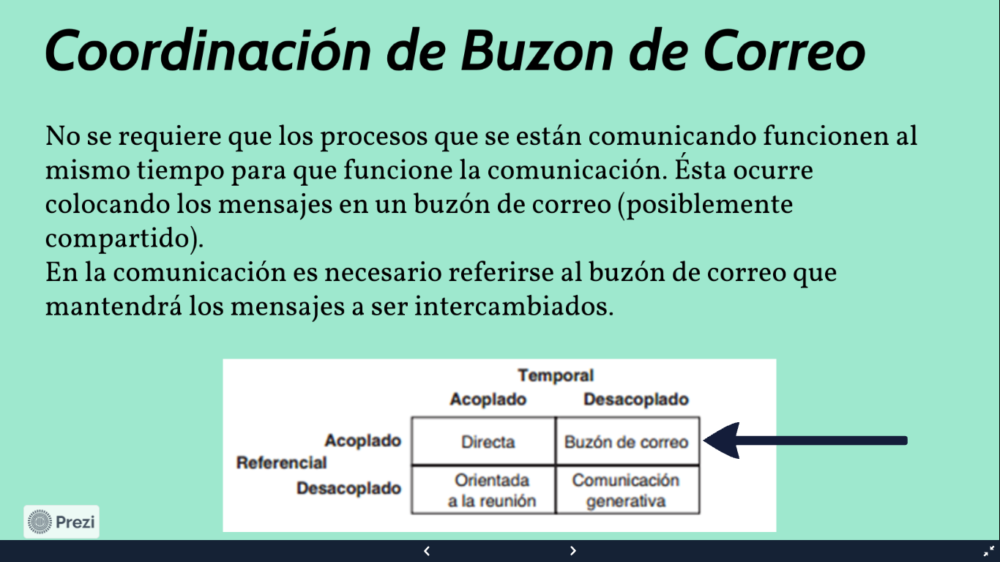 Coordinación de Buzon de Correo
No se requiere que los procesos que se están comunicando funcionen al
mismo tiempo para que funcione la comunicación. Ésta ocurre
colocando los mensajes en un buzón de correo (posiblemente
compartido).
En la comunicación es necesario referirse al buzón de correo que
mantendrá los mensajes a ser intercambiados.
Temporal
Acoplado Desacoplado
Acoplado Directa Buzón de correo
Referencial
Desacoplado Orientada a la reunión Comunicación generativa
Prezi